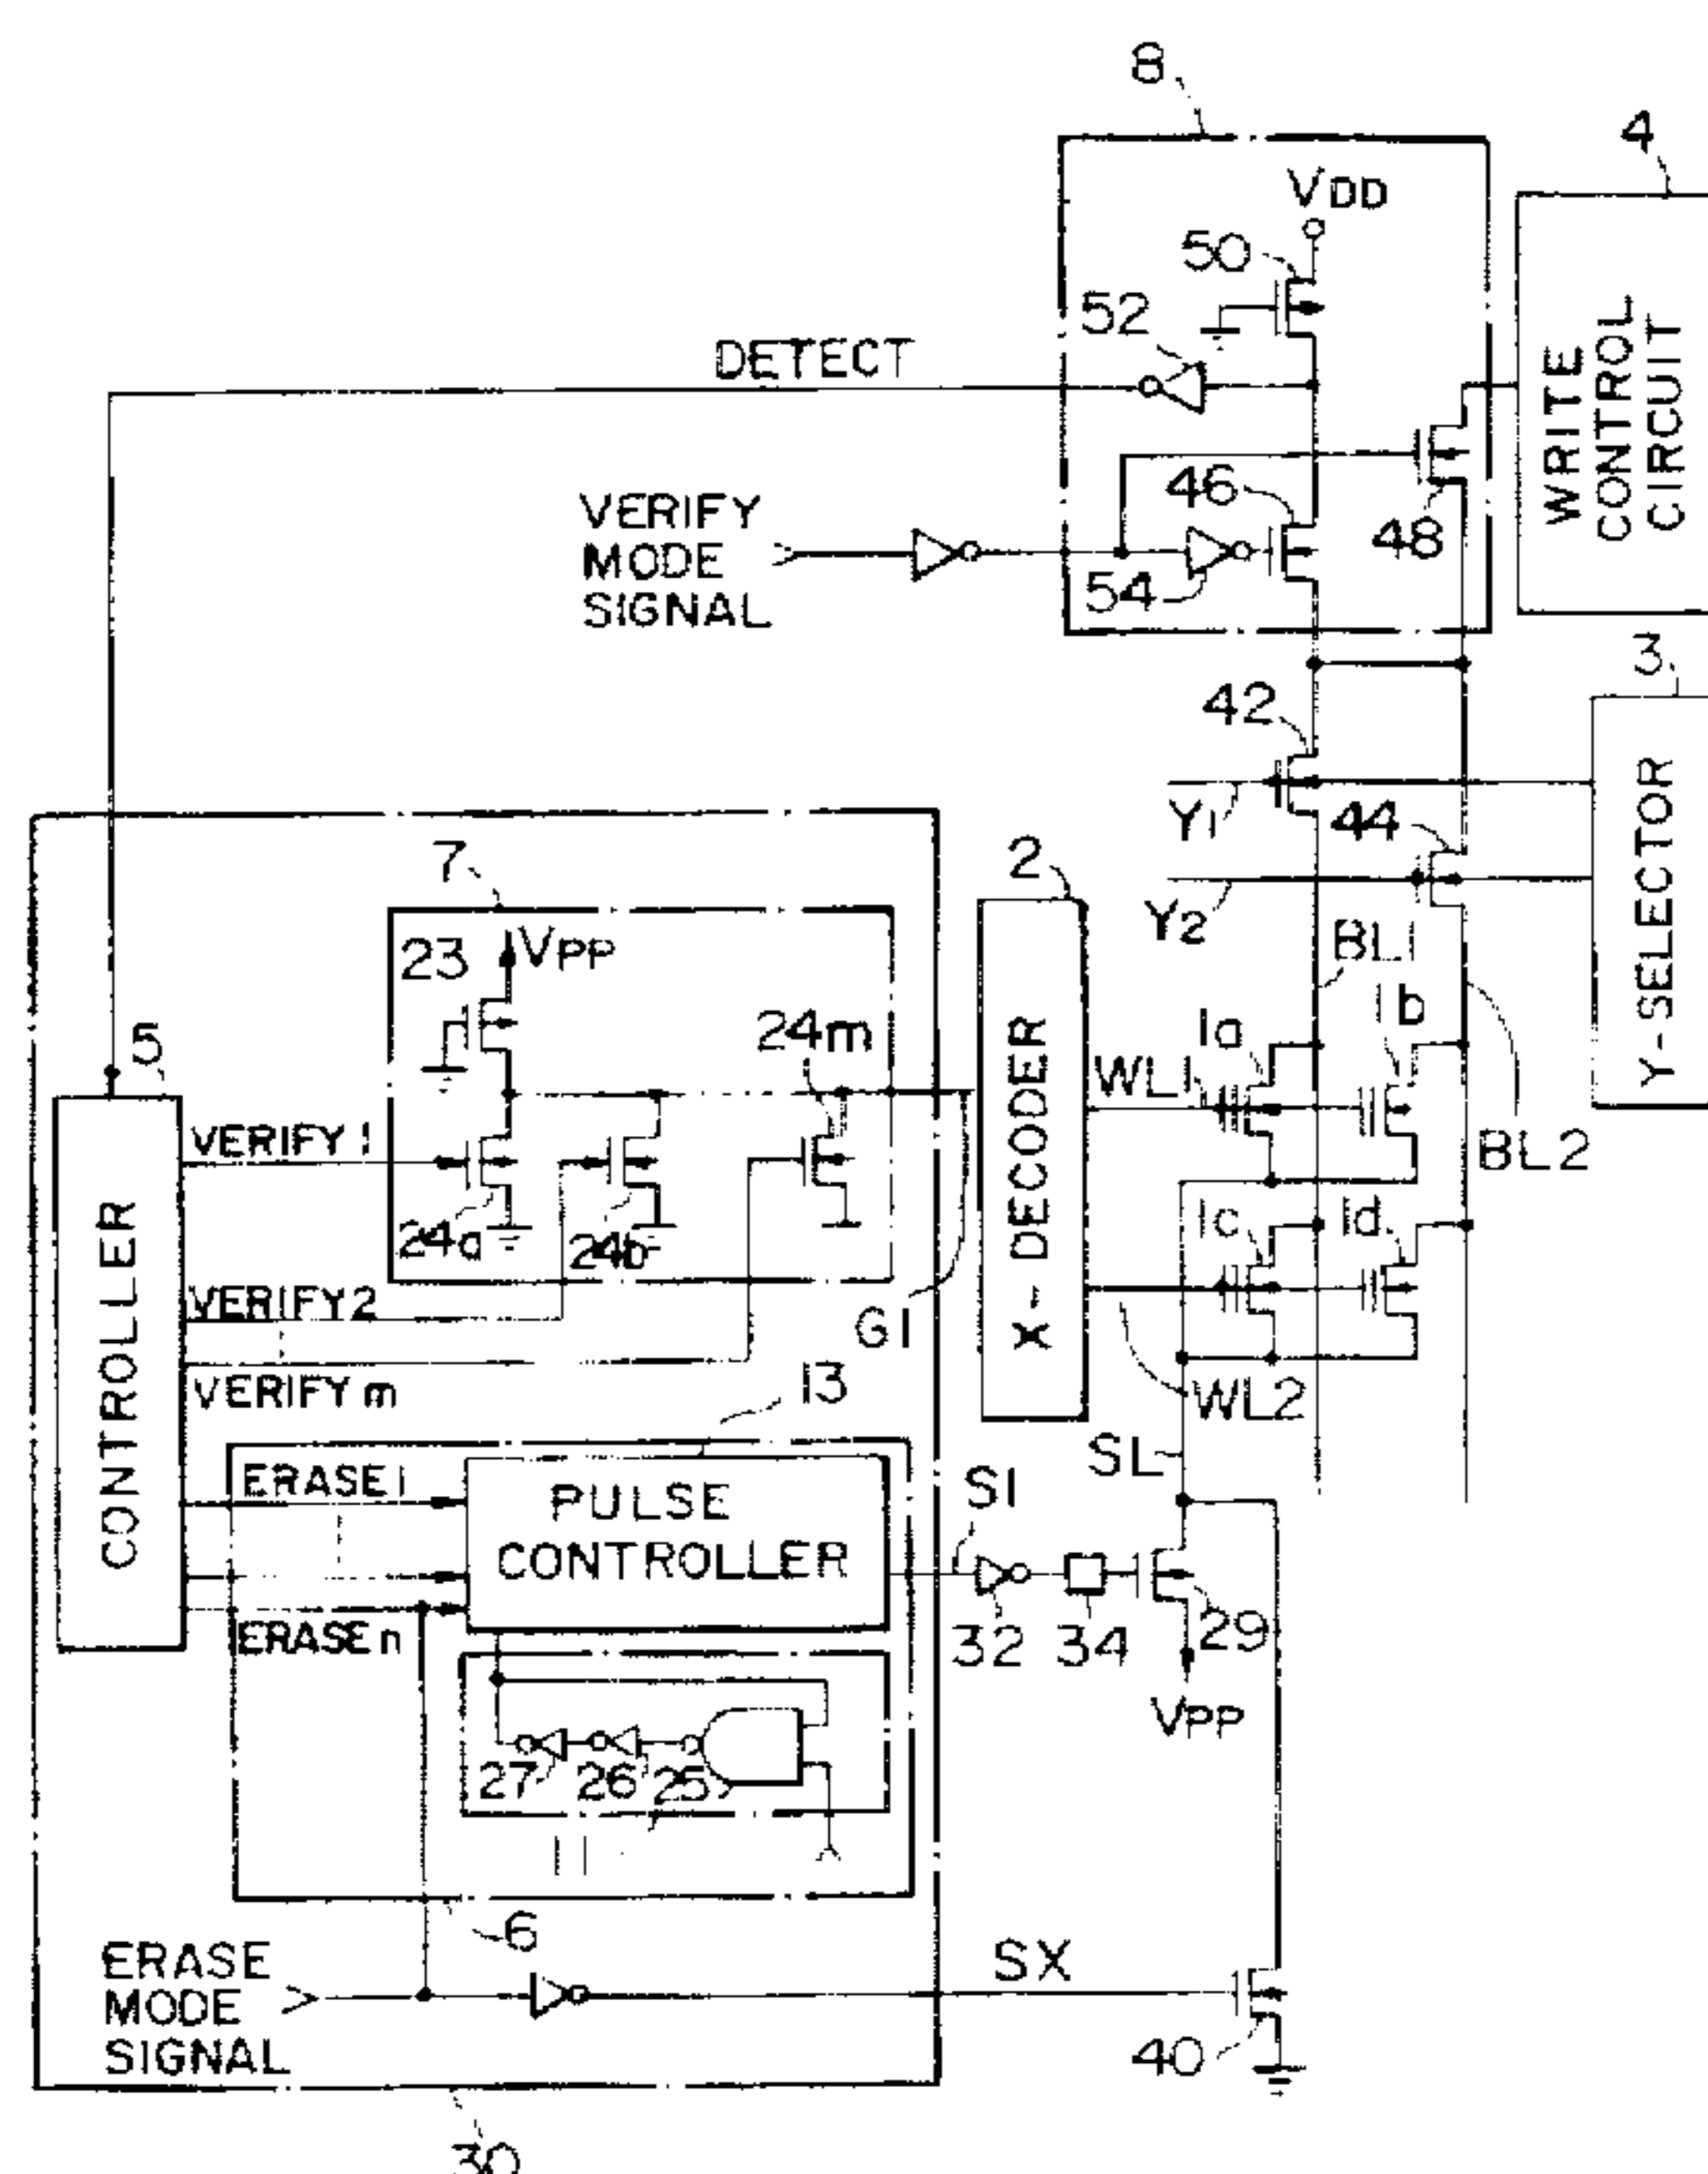 8
4
VDD
50
52
DETECT
WRITE
CONTROL
CIRCUIT
46
48
VERIFY
MODE
SIGNAL
54
3
42
Y1
44
Y-SELECTOR
Y2
7
2
23
VPP
BL1
1b
24m
1a
5
WL1
X-DECODER
VERIFY 1
BL2
24a
24b
1c
1d
CONTROLLER
VERIFY 2
G1
VERIFY m
13
WL2
SL
ERASE 1
PULSE
CONTROLLER
S1
ERASE n
32
34
29
VPP
27
26
25
11
6
ERASE
MODE
SIGNAL
SX
40
30